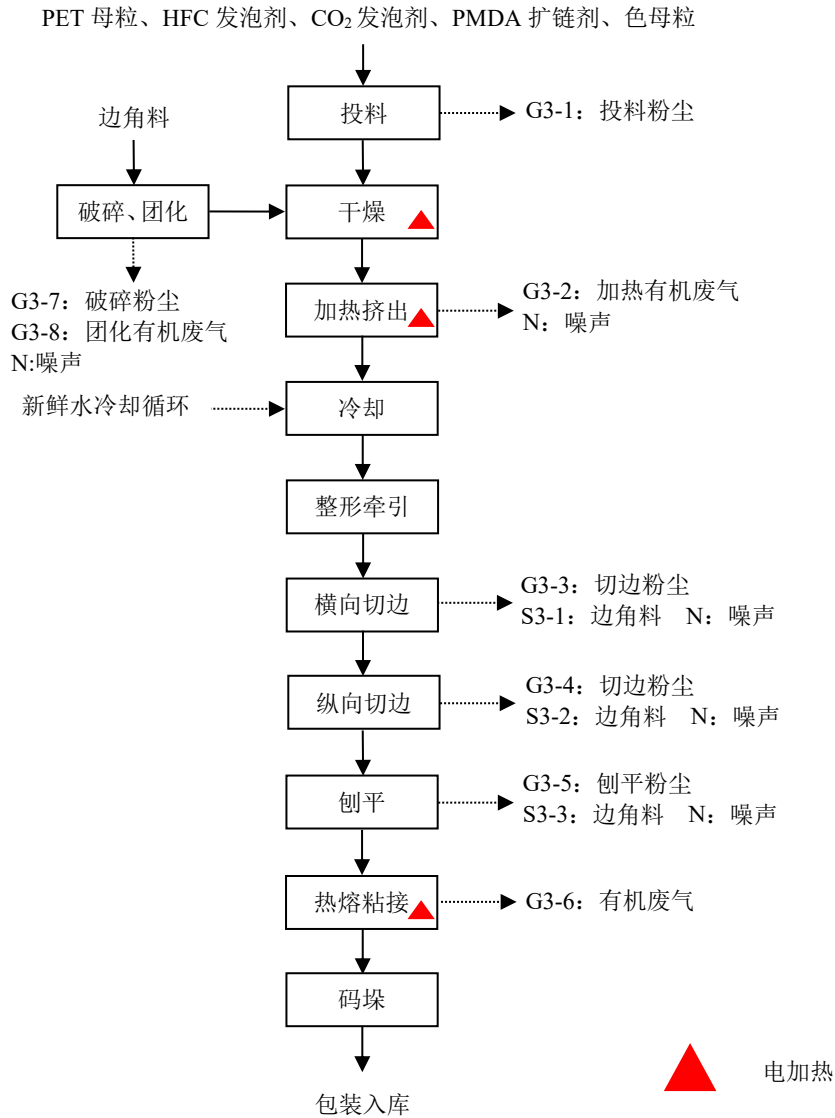 PET 母粒、HFC 发泡剂、CO₂ 发泡剂、PMDA 扩链剂、色母粒
投料
G3-1：投料粉尘
边角料
破碎、团化
干燥
G3-7：破碎粉尘
G3-8：团化有机废气
N:噪声
加热挤出
G3-2：加热有机废气
N：噪声
新鲜水冷却循环
冷却
整形牵引
横向切边
G3-3：切边粉尘
S3-1：边角料 N：噪声
纵向切边
G3-4：切边粉尘
S3-2：边角料 N：噪声
刨平
G3-5：刨平粉尘
S3-3：边角料 N：噪声
热熔粘接
G3-6：有机废气
码垛
包装入库
电加热